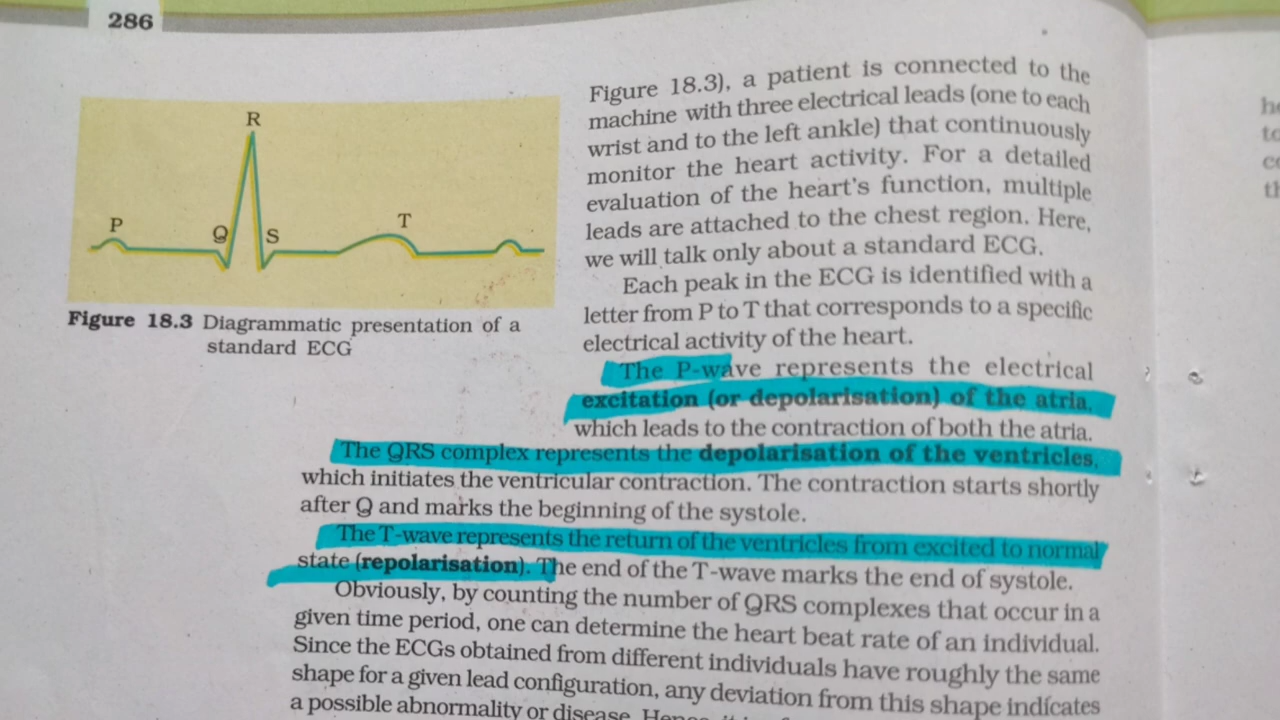 286
R
P
Q
S
T
Figure 18.3 Diagrammatic presentation of a
standard ECG
Figure 18.3), a patient is connected to the
machine with three electrical leads (one to each
wrist and to the left ankle) that continuously
monitor the heart activity. For a detailed
evaluation of the heart's function, multiple
leads are attached to the chest region. Here,
we will talk only about a standard ECG.
Each peak in the ECG is identified with a
letter from P to T that corresponds to a specific
electrical activity of the heart.
The P-wave represents the electrical
excitation (or depolarisation) of the atria,
which leads to the contraction of both the atria.
The QRS complex represents the depolarisation of the ventricles,
which initiates the ventricular contraction. The contraction starts shortly
after Q and marks the beginning of the systole.
The T-wave represents the return of the ventricles from excited to normal
state (repolarisation). The end of the T-wave marks the end of systole.
Obviously, by counting the number of QRS complexes that occur in a
given time period, one can determine the heart beat rate of an individual.
Since the ECGs obtained from different individuals have roughly the same
shape for a given lead configuration, any deviation from this shape indicates
a possible abnormality or disease.